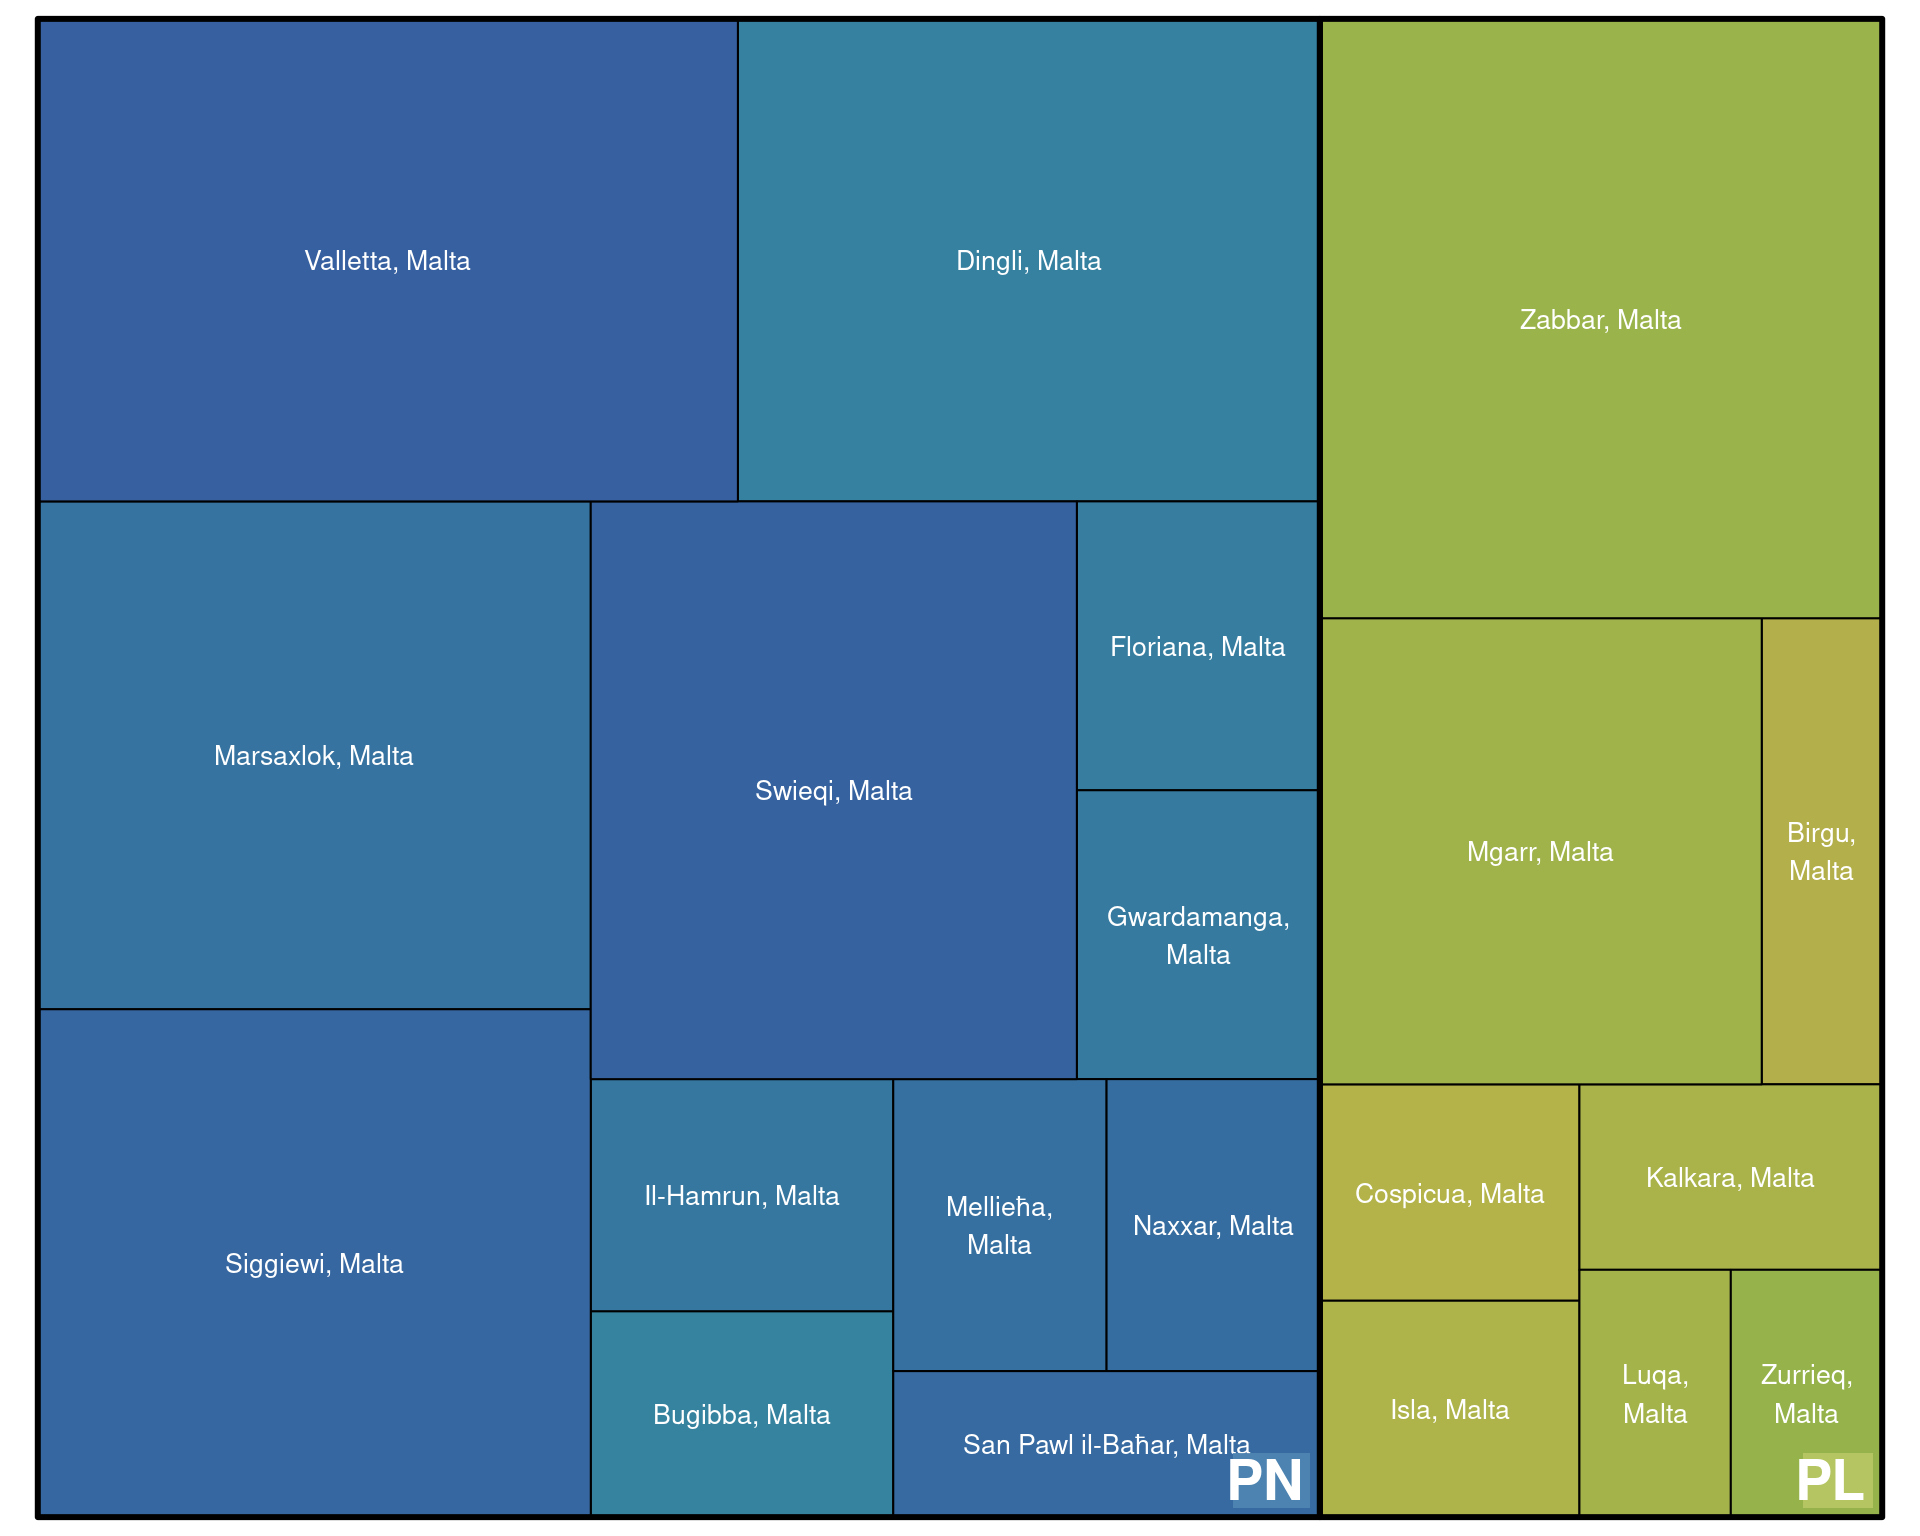 Valletta, Malta
Dingli, Malta
Zabbar, Malta
Marsaxlok, Malta
Swieqi, Malta
Floriana, Malta
Gwardamanga,
Malta
Mgarr, Malta
Birgu,
Malta
Siggiewi, Malta
Il-Hamrun, Malta
Mellieħa,
Malta
Naxxar, Malta
Bugibba, Malta
San Pawl il-Baħar, Malta
PN
Cospicua, Malta
Kalkara, Malta
Isla, Malta
Luqa,
Malta
Zurrieq,
Malta
PL